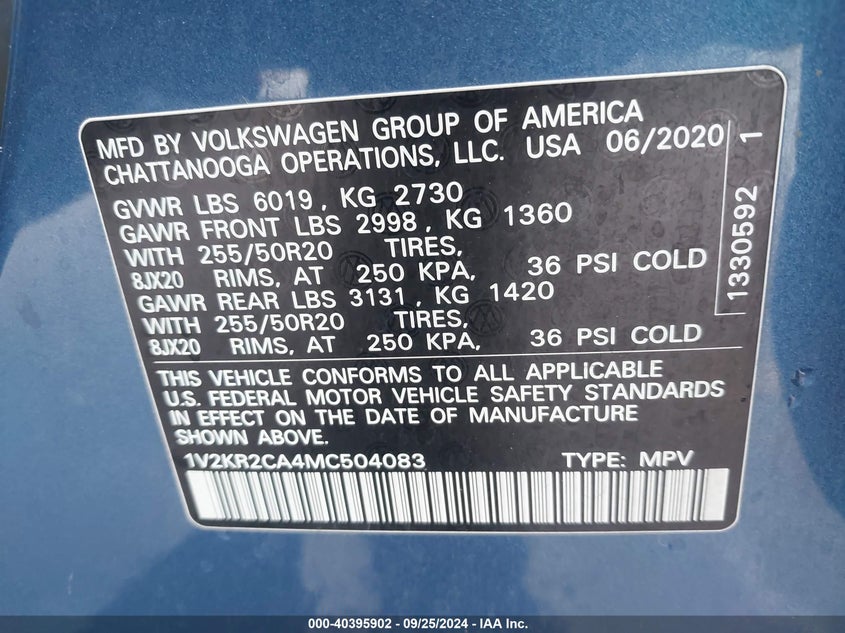 MFD BY VOLKSWAGEN GROUP OF AMERICA
CHATTANOOGA OPERATIONS, LLC. USA 06/2020
GVWR LBS 6019, KG 2730
GAWR FRONT LBS 2998, KG 1360
WITH 255/50R20 TIRES,
8JX20 RIMS, AT 250 KPA, 36 PSI COLD
GAWR REAR LBS 3131, KG 1420
WITH 255/50R20 TIRES,
8JX20 RIMS, AT 250 KPA, 36 PSI COLD
1330592 1
THIS VEHICLE CONFORMS TO ALL APPLICABLE
U.S. FEDERAL MOTOR VEHICLE SAFETY STANDARDS
IN EFFECT ON THE DATE OF MANUFACTURE
SHOWN ABOVE.
1V2KR2CA4MC504083 TYPE: MPV
000-40395902 - 09/25/2024 - IAA Inc.